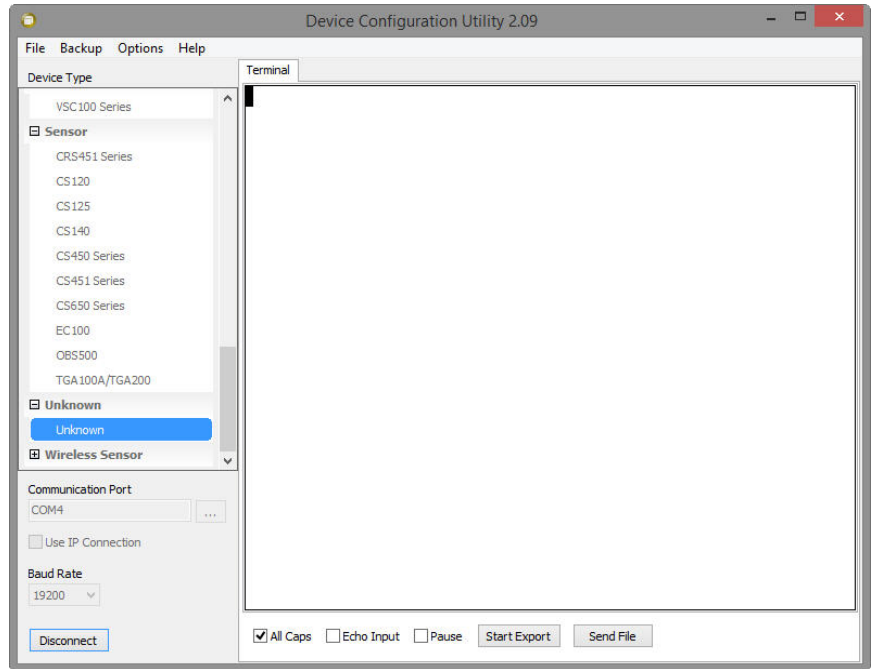 Device Configuration Utility 2.09
File Backup Options Help
Device Type
Terminal
VSC100 Series
Sensor
CRS451 Series
CS120
CS125
CS140
CS450 Series
CS451 Series
CS650 Series
EC100
OBS500
TGA100A/TGA200
Unknown
Unknown
Wireless Sensor
Communication Port
COM4
...
Use IP Connection
Baud Rate
19200
Disconnect
All Caps Echo Input Pause Start Export Send File